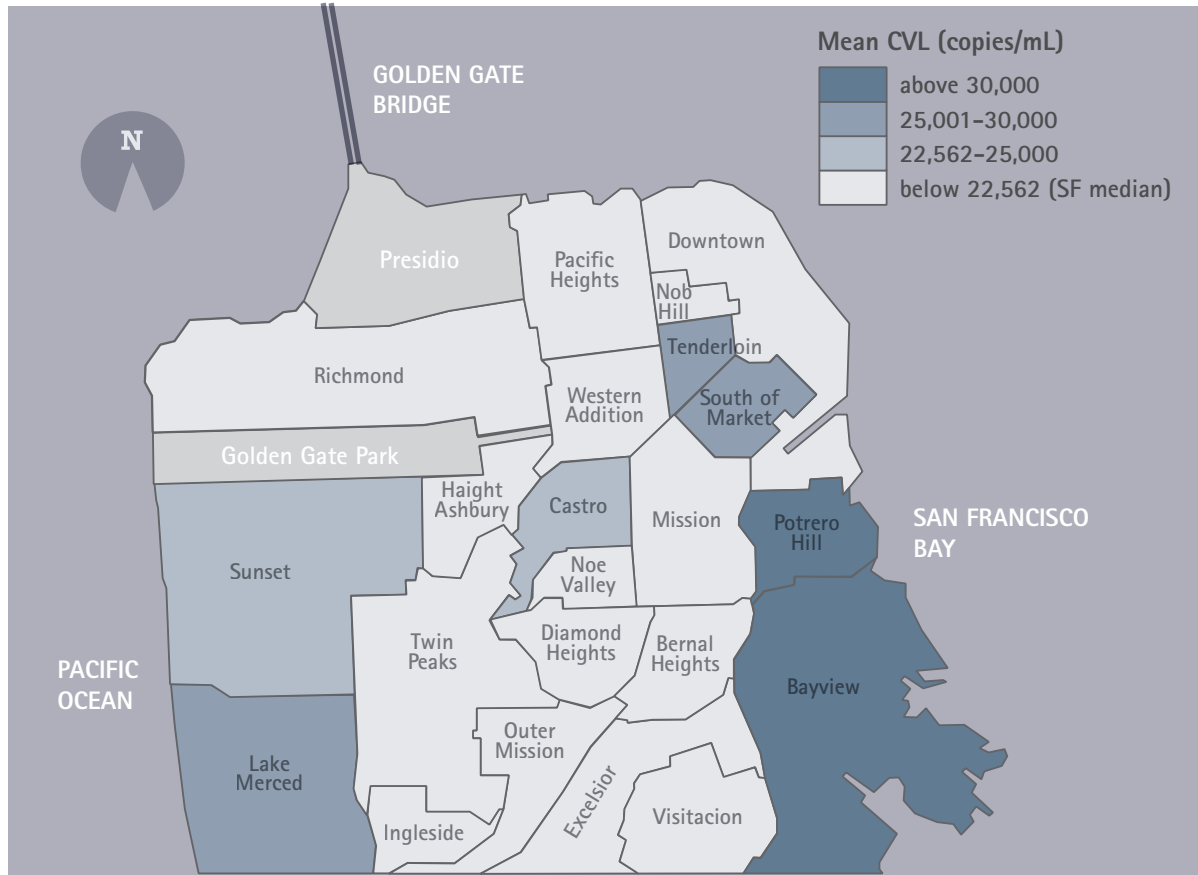 Mean CVL (copies/mL)
above 30,000
25,001–30,000
22,562–25,000
below 22,562 (SF median)
GOLDEN GATE
BRIDGE
N
Presidio
Pacific
Heights
Downtown
Nob
Hill
Tenderloin
Richmond
Western
Addition
South of
Market
Golden Gate Park
Haight
Ashbury
Castro
Mission
Potrero
Hill
SAN FRANCISCO
BAY
Sunset
Noe
Valley
Twin
Peaks
Diamond
Heights
Bernal
Heights
PACIFIC
OCEAN
Bayview
Outer
Mission
Lake
Merced
Excelsior
Visitacion
Ingleside